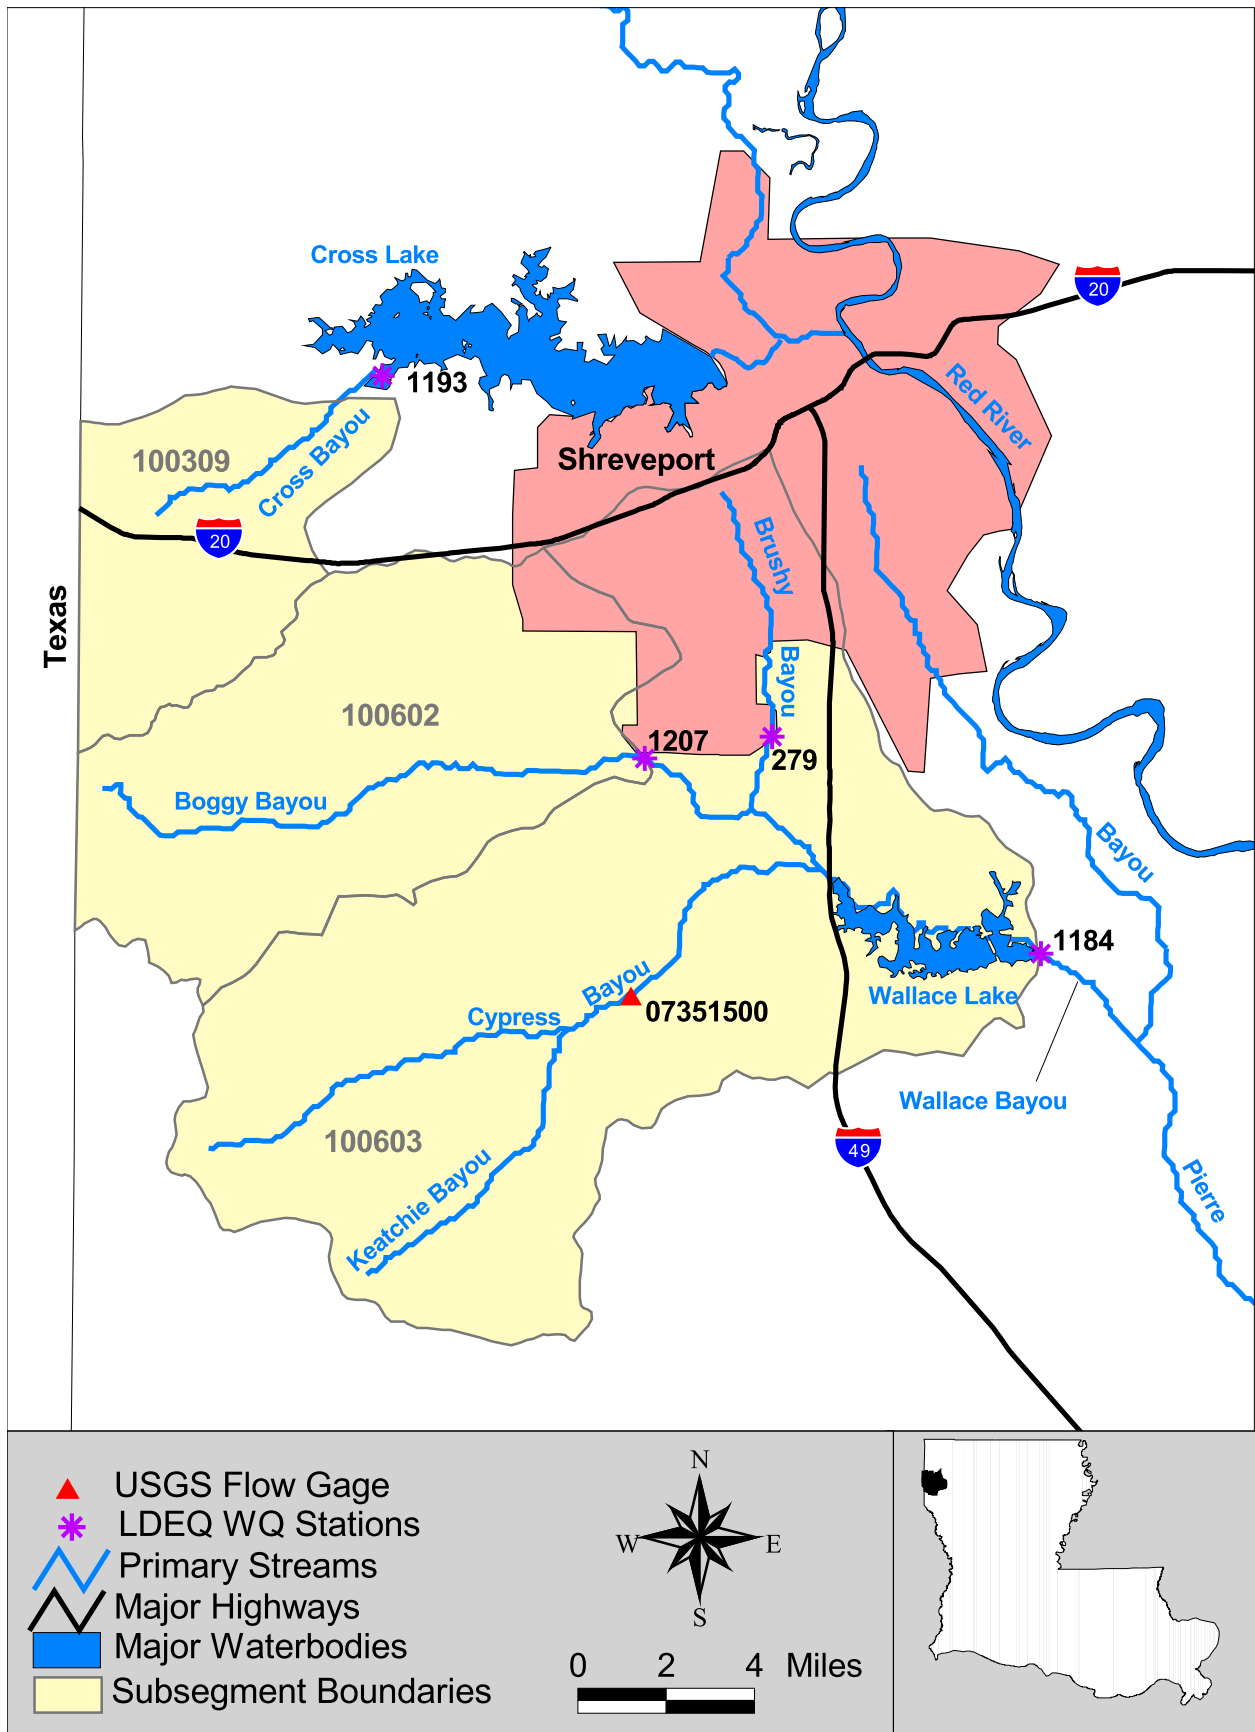 Cross Lake
20
1193
Red River
100309
Cross Bayou
Shreveport
20
Brushy
Bayou
Texas
100602
1207
279
Boggy Bayou
Bayou
1184
Bayou
Wallace Lake
Cypress
07351500
Wallace Bayou
100603
49
Keatchie Bayou
Pierre
USGS Flow Gage
LDEQ WQ Stations
Primary Streams
Major Highways
Major Waterbodies
Subsegment Boundaries
N
W E
S
0 2 4 Miles